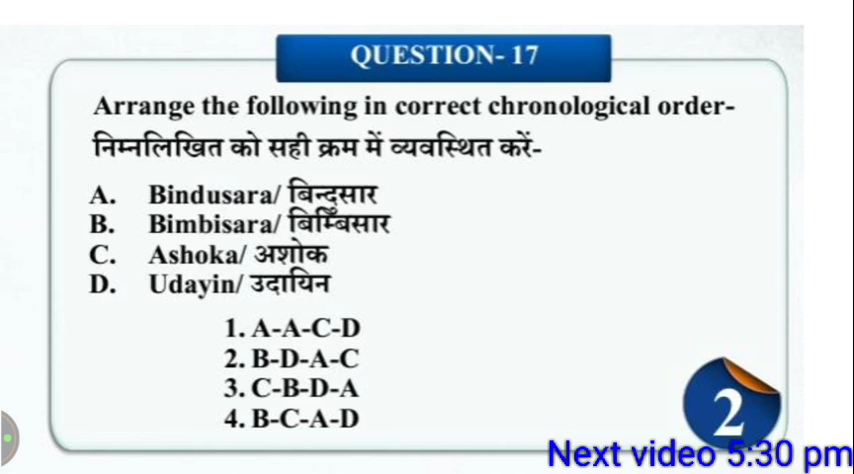 QUESTION- 17
Arrange the following in correct chronological order-
निम्नलिखित को सही क्रम में व्यवस्थित करें-
A. Bindusara/ बिन्दुसार
B. Bimbisara/ बिम्बिसार
C. Ashoka/ अशोक
D. Udayin/ उदायिन
1. A-A-C-D
2. B-D-A-C
3. C-B-D-A
4. B-C-A-D
2
Next video 5:30 pm